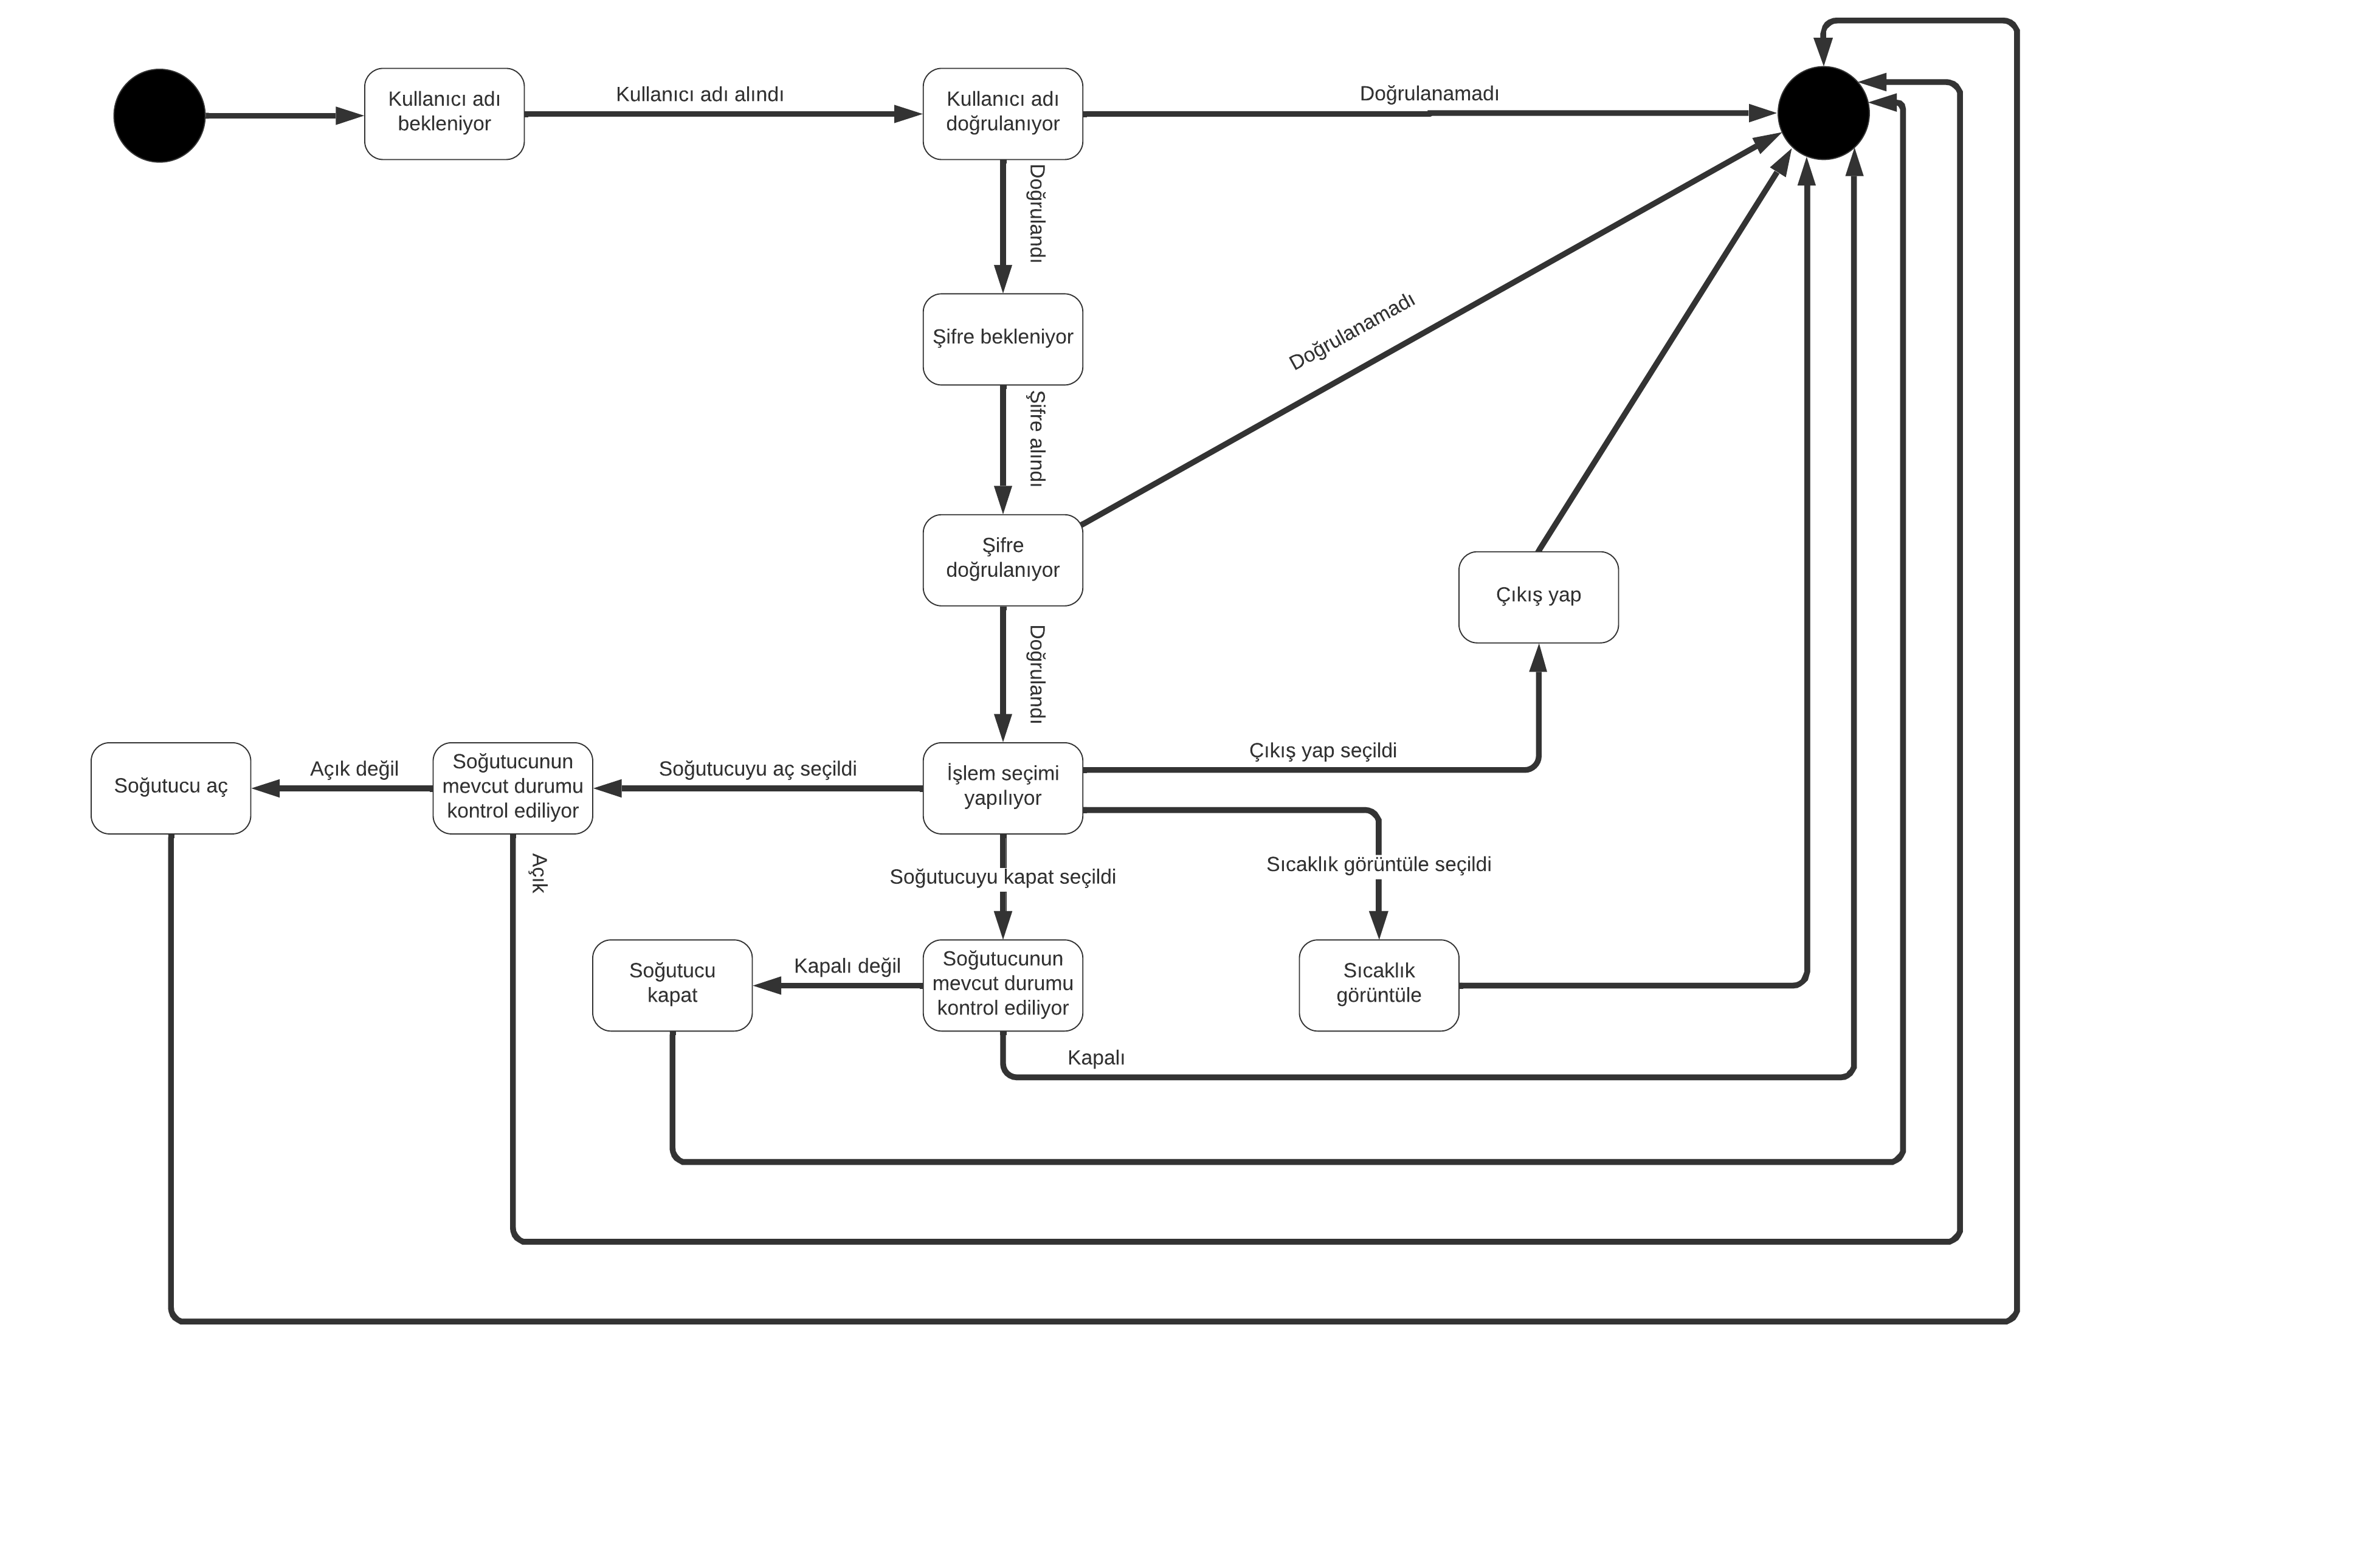 Kullanıcı adı
bekleniyor
Kullanıcı adı alındı
Kullanıcı adı
doğrulanıyor
Doğrulanamadı
Doğrulandı
Şifre bekleniyor
Şifre alındı
Doğrulanamadı
Şifre
doğrulanıyor
Çıkış yap
Doğrulandı
Soğutucu aç
Açık değil
Soğutucunun
mevcut durumu
kontrol ediliyor
Soğutucuyu aç seçildi
İşlem seçimi
yapılıyor
Çıkış yap seçildi
Açık
Soğutucuyu kapat seçildi
Sıcaklık görüntüle seçildi
Soğutucu
kapat
Kapalı değil
Soğutucunun
mevcut durumu
kontrol ediliyor
Sıcaklık
görüntüle
Kapalı